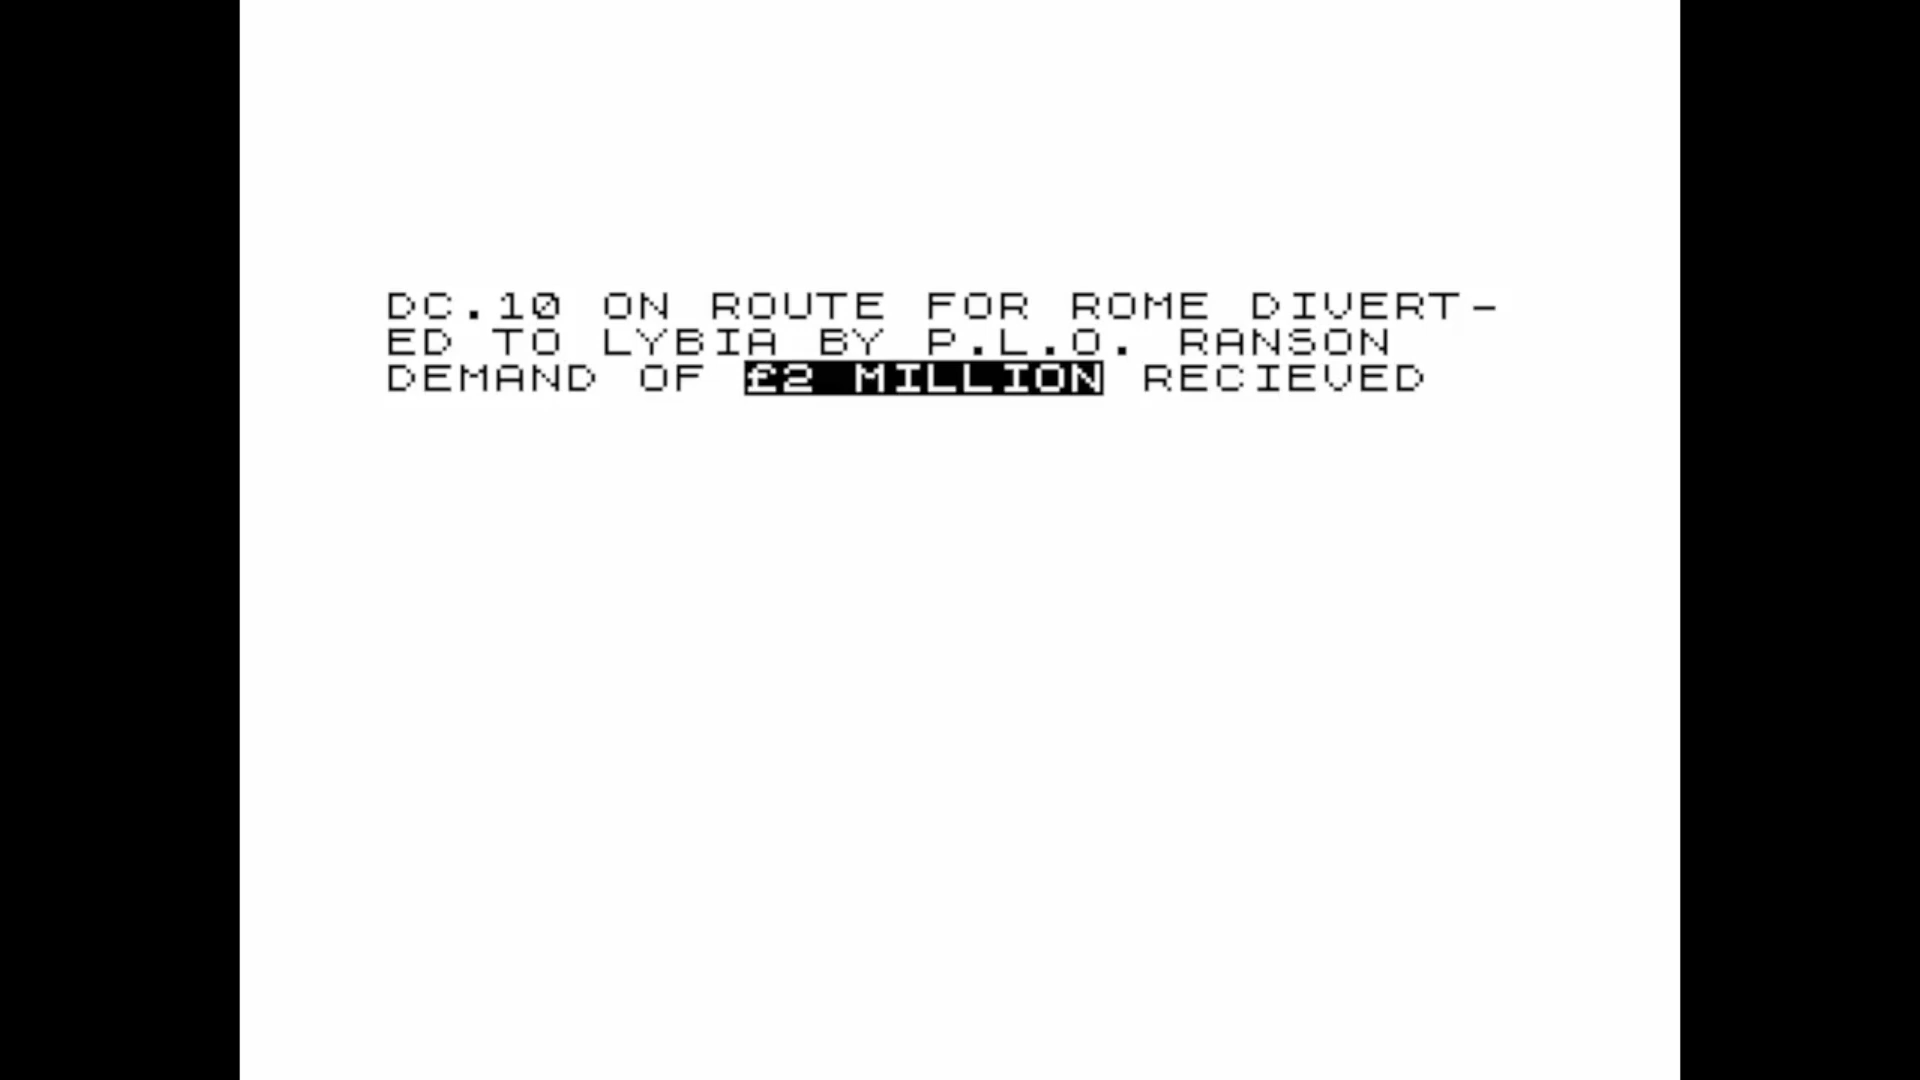 DC.10 ON ROUTE FOR ROME DIVERT-
ED TO LYBIA BY P.L.O. RANSON
DEMAND OF £2 MILLION RECIEVED